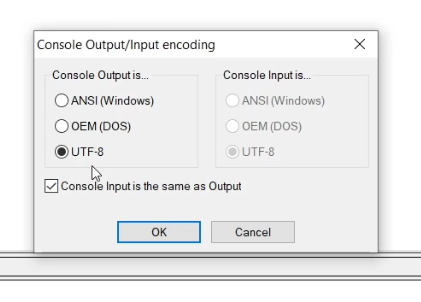 Console Output/Input encoding
Console Output is...
ANSI (Windows)
OEM (DOS)
UTF-8
Console Input is...
ANSI (Windows)
OEM (DOS)
UTF-8
Console Input is the same as Output
OK
Cancel